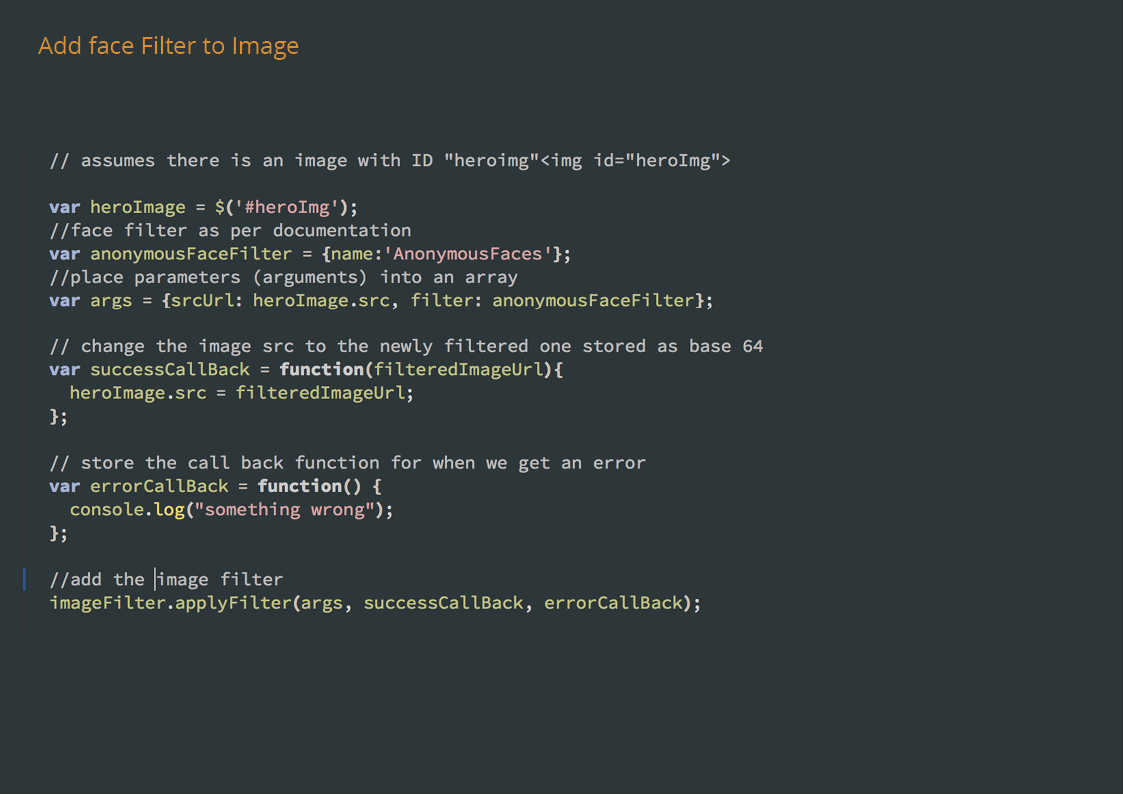 Add face Filter to Image
// assumes there is an image with ID "heroimg"<img id="heroImg">
var heroImage = $('#heroImg');
//face filter as per documentation
var anonymousFaceFilter = {name:'AnonymousFaces'};
//place parameters (arguments) into an array
var args = {srcUrl: heroImage.src, filter: anonymousFaceFilter};
// change the image src to the newly filtered one stored as base 64
var successCallBack = function(filteredImageUrl){
  heroImage.src = filteredImageUrl;
};
// store the call back function for when we get an error
var errorCallBack = function() {
  console.log("something wrong");
};
//add the image filter
imageFilter.applyFilter(args, successCallBack, errorCallBack);